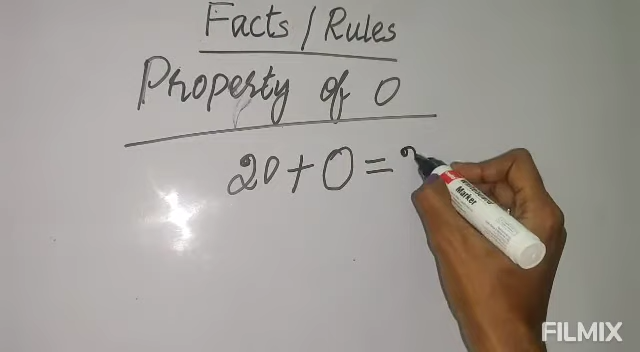 Facts / Rules
Property of 0
20 + 0 =
Marker
FILMIX